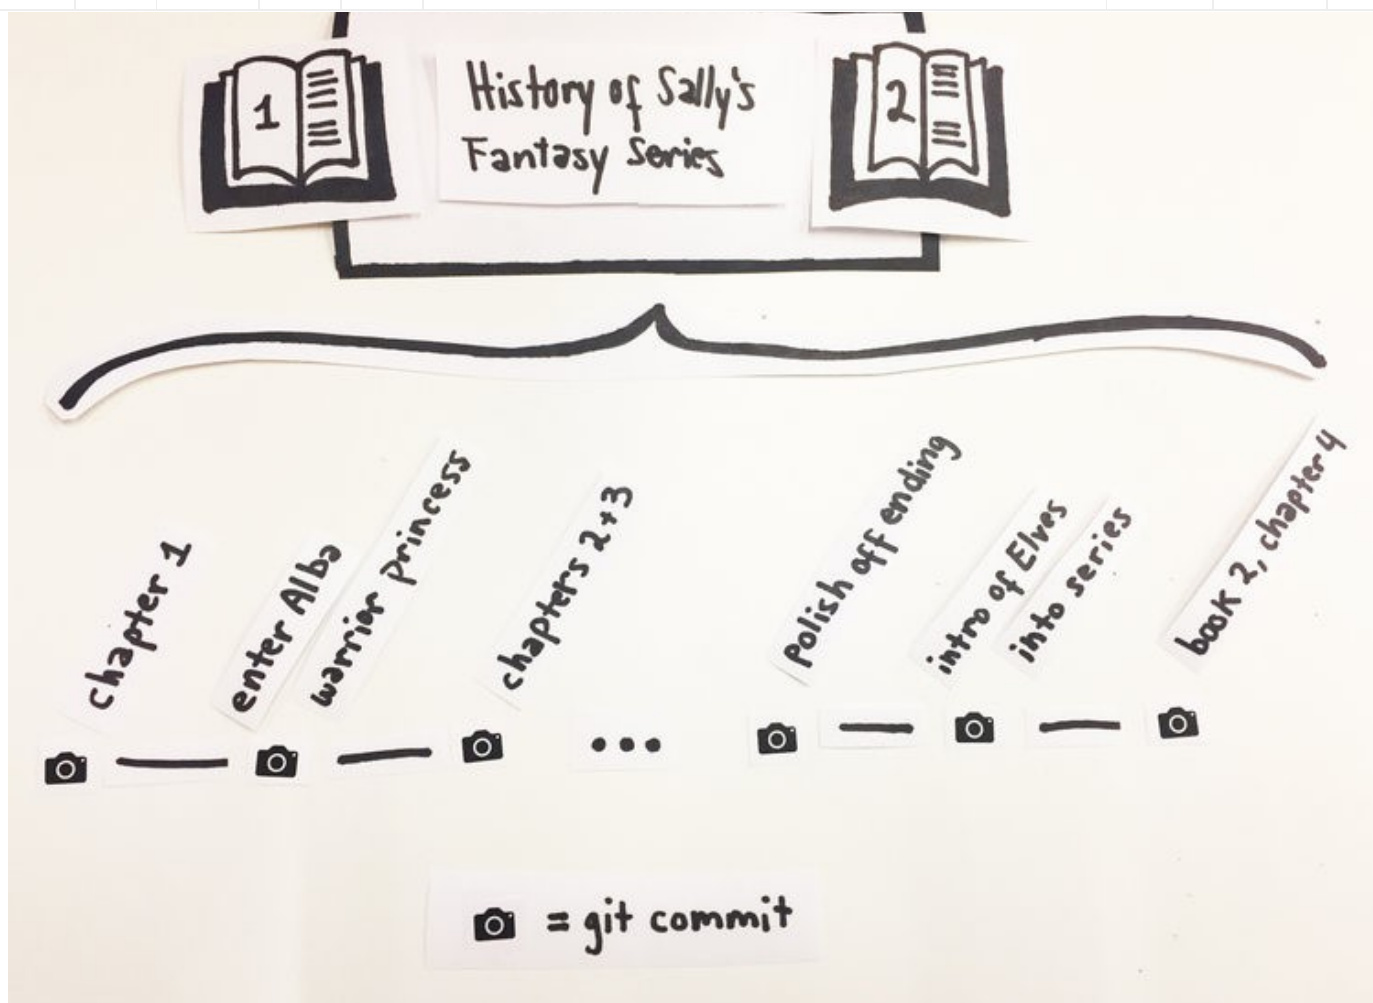 1
History of Sally's
Fantasy Series
2
chapter 1
enter Alba
warrior princess
chapters 2+3
...
polish off ending
intro of Elves
into series
book 2, chapter 4
= git commit